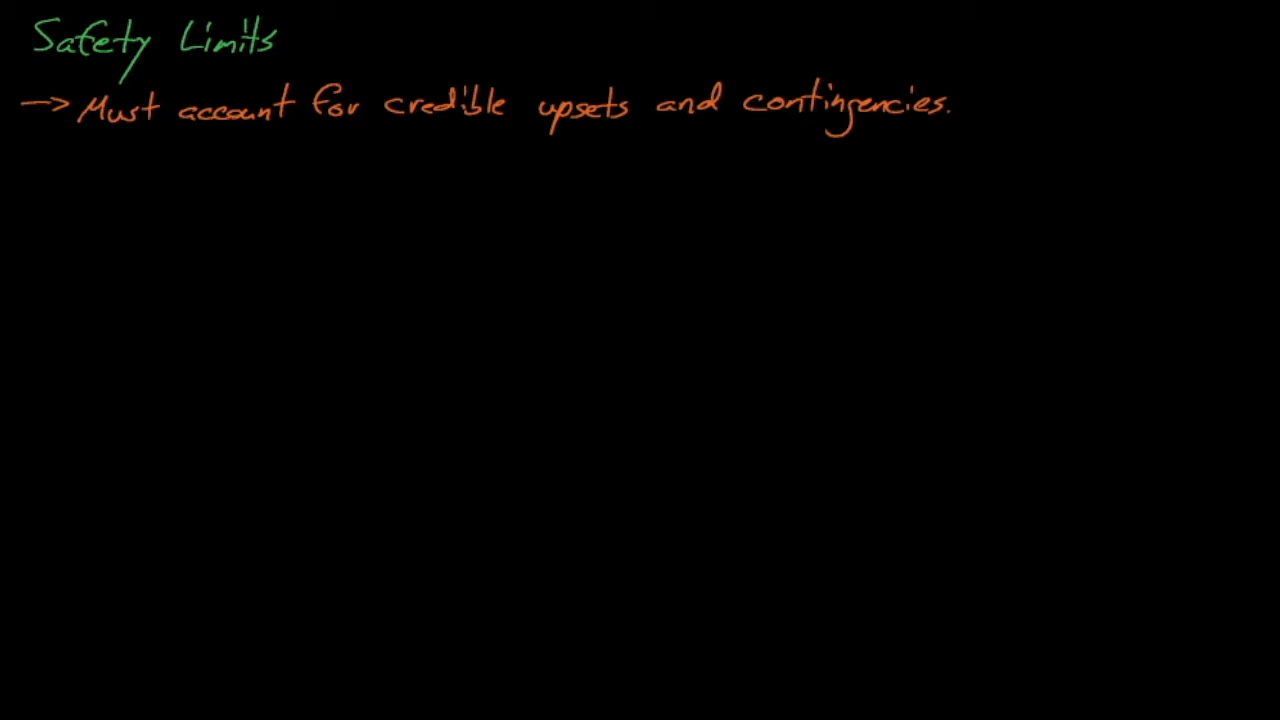 Safety Limits
→ Must account for credible upsets and contingencies.